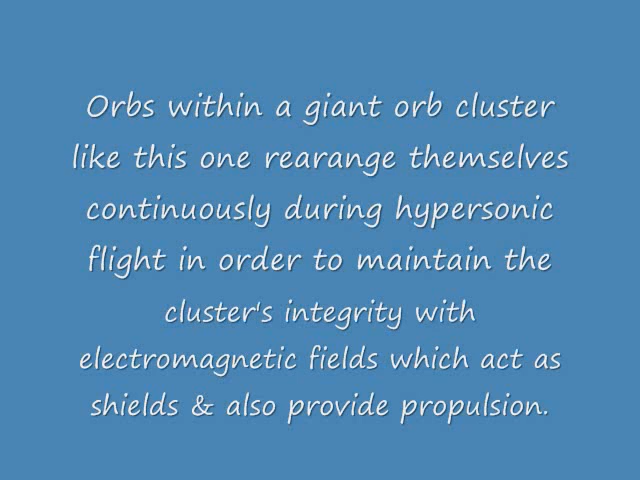 Orbs within a giant orb cluster
like this one rearange themselves
continuously during hypersonic
flight in order to maintain the
cluster's integrity with
electromagnetic fields which act as
shields & also provide propulsion.